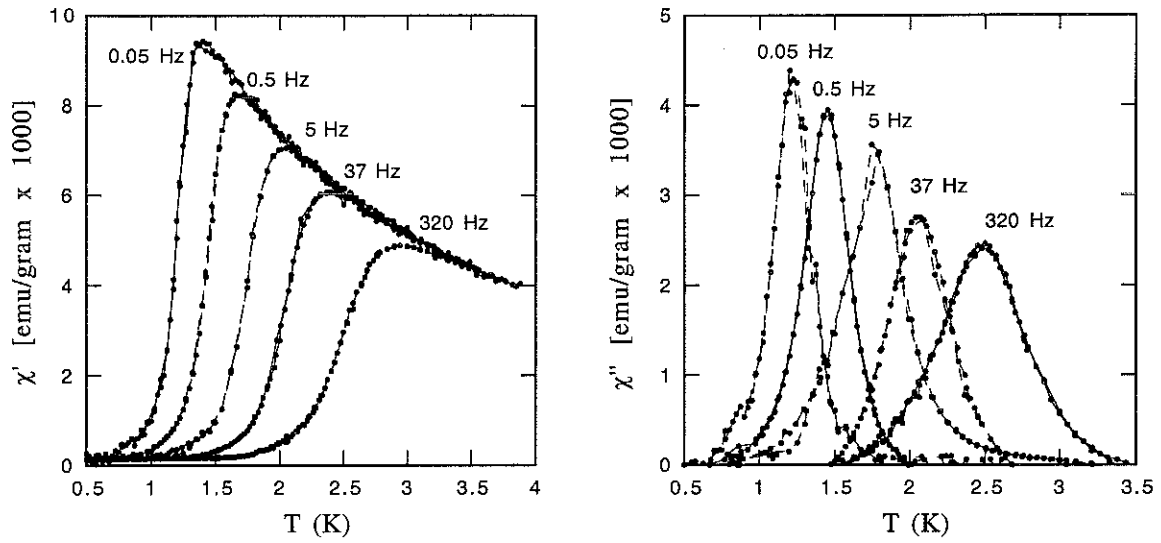 10
8
6
4
2
0
χ' [emu/gram x 1000]
0.05 Hz
0.5 Hz
5 Hz
37 Hz
320 Hz
0.5 1 1.5 2 2.5 3 3.5 4
T (K)
5
4
3
2
1
0
χ" [emu/gram x 1000]
0.05 Hz
0.5 Hz
5 Hz
37 Hz
320 Hz
0.5 1 1.5 2 2.5 3 3.5
T (K)